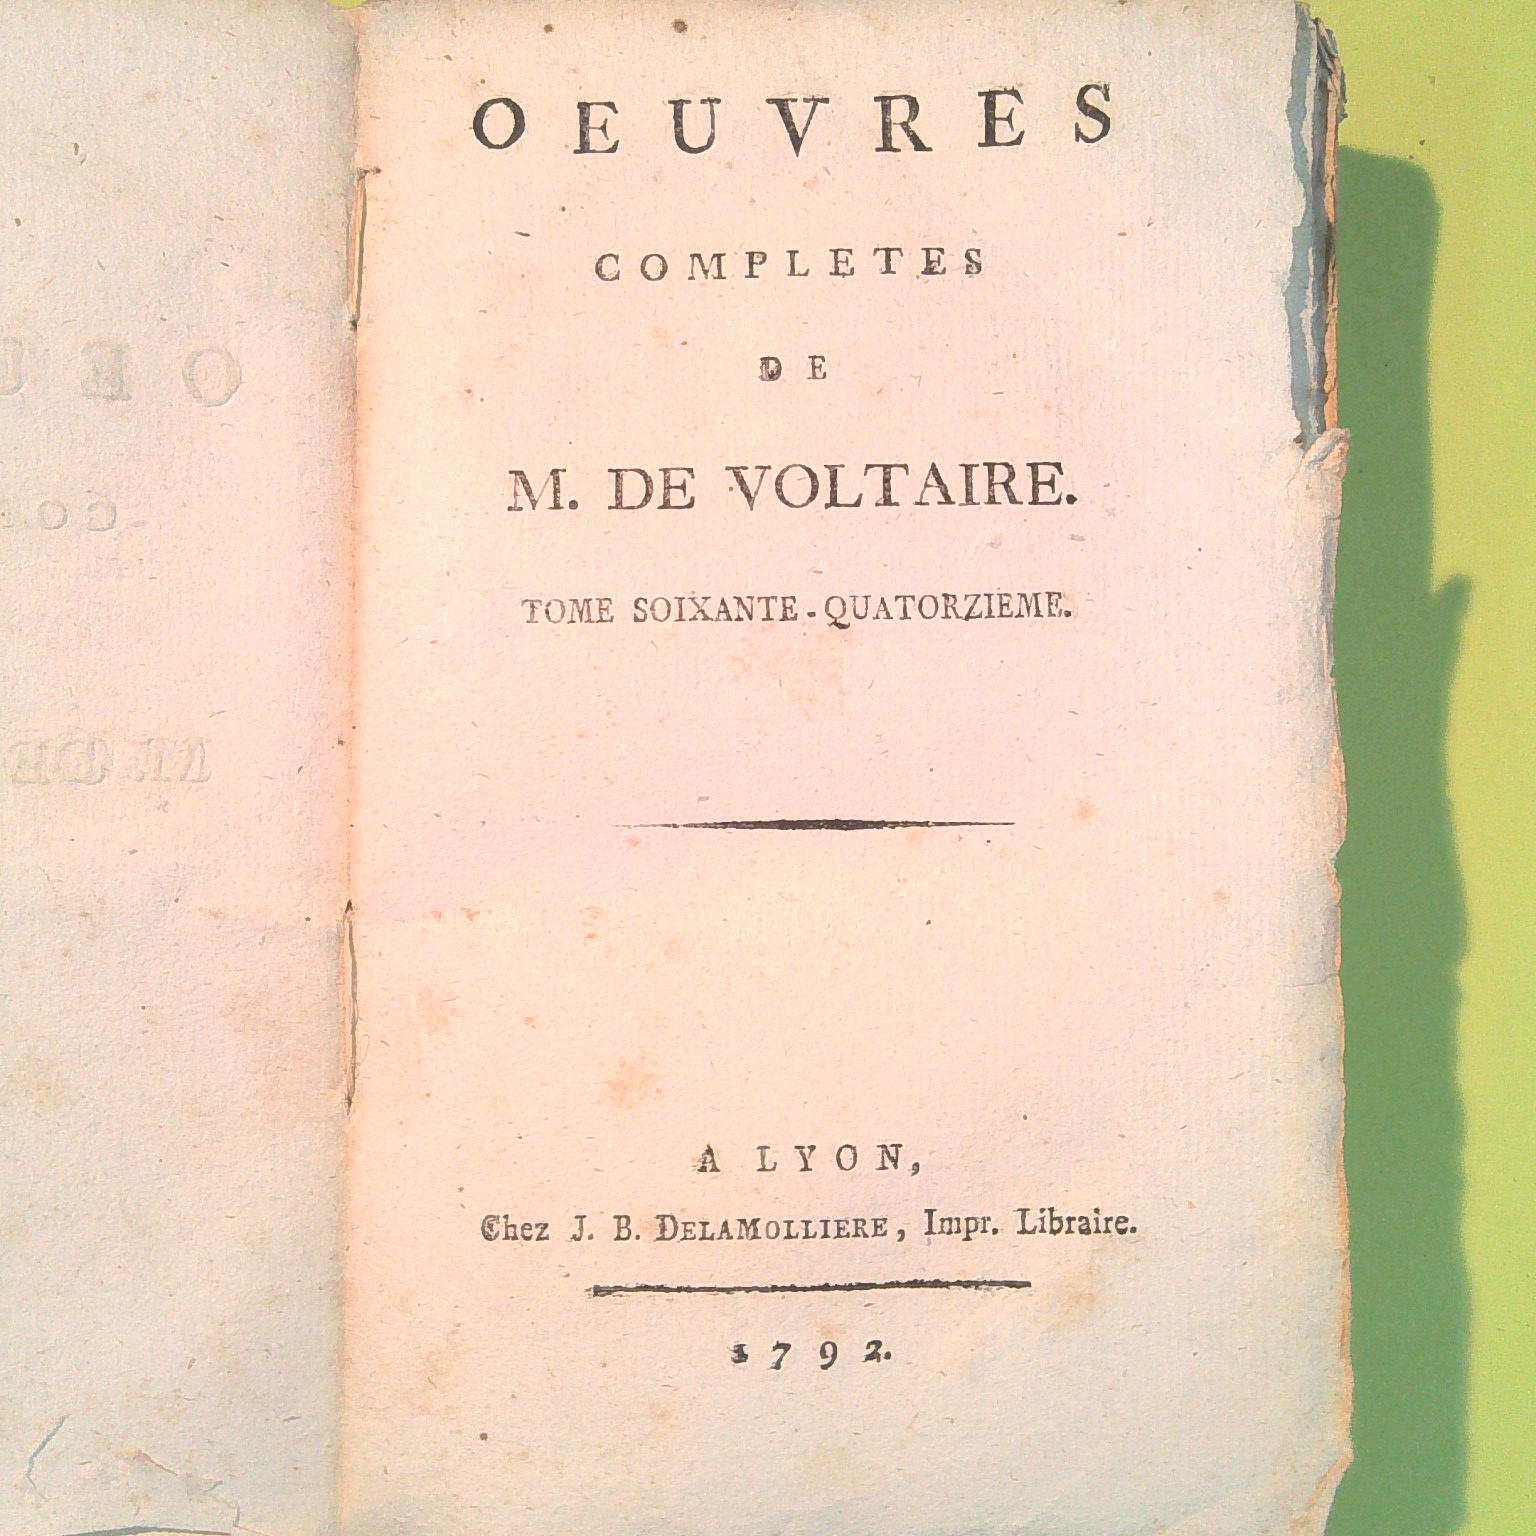 OEUVRES
COMPLETES
DE
M. DE VOLTAIRE.
TOME SOIXANTE-QUATORZIEME.
A LYON,
Chez J. B. DELAMOLLIERE, Impr. Libraire.
1792.